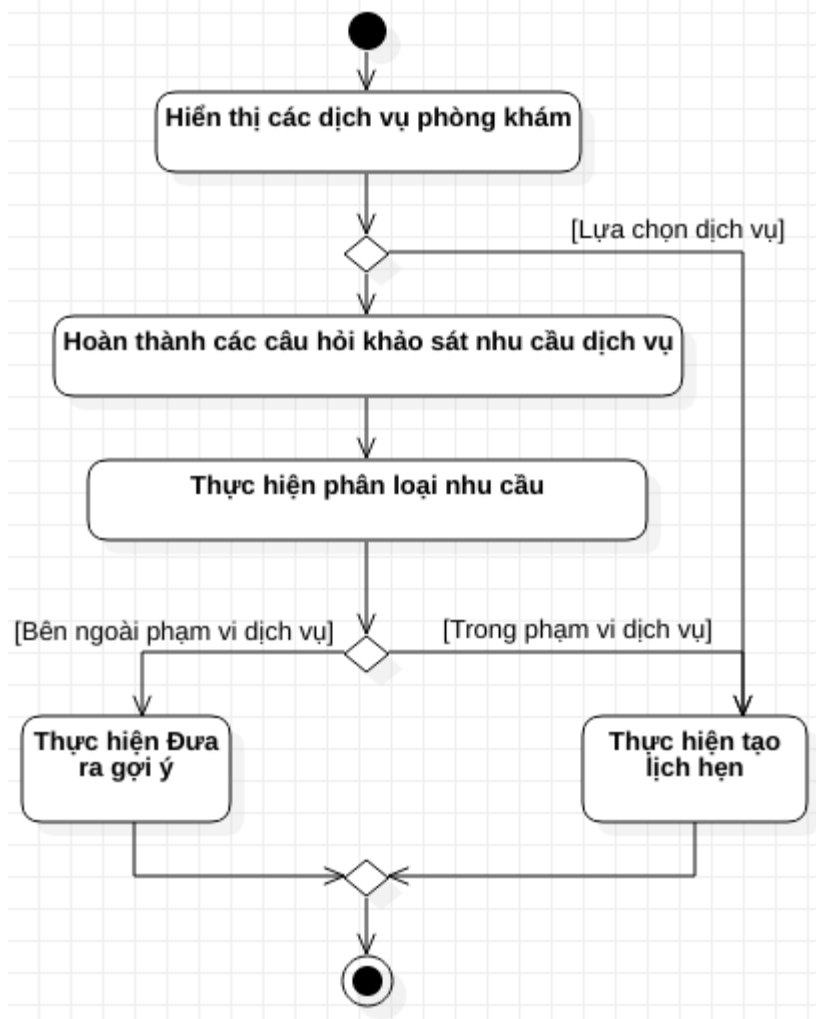 Hiển thị các dịch vụ phòng khám
[Lựa chọn dịch vụ]
Hoàn thành các câu hỏi khảo sát nhu cầu dịch vụ
Thực hiện phân loại nhu cầu
[Bên ngoài phạm vi dịch vụ]
[Trong phạm vi dịch vụ]
Thực hiện Đưa
ra gợi ý
Thực hiện tạo
lịch hẹn